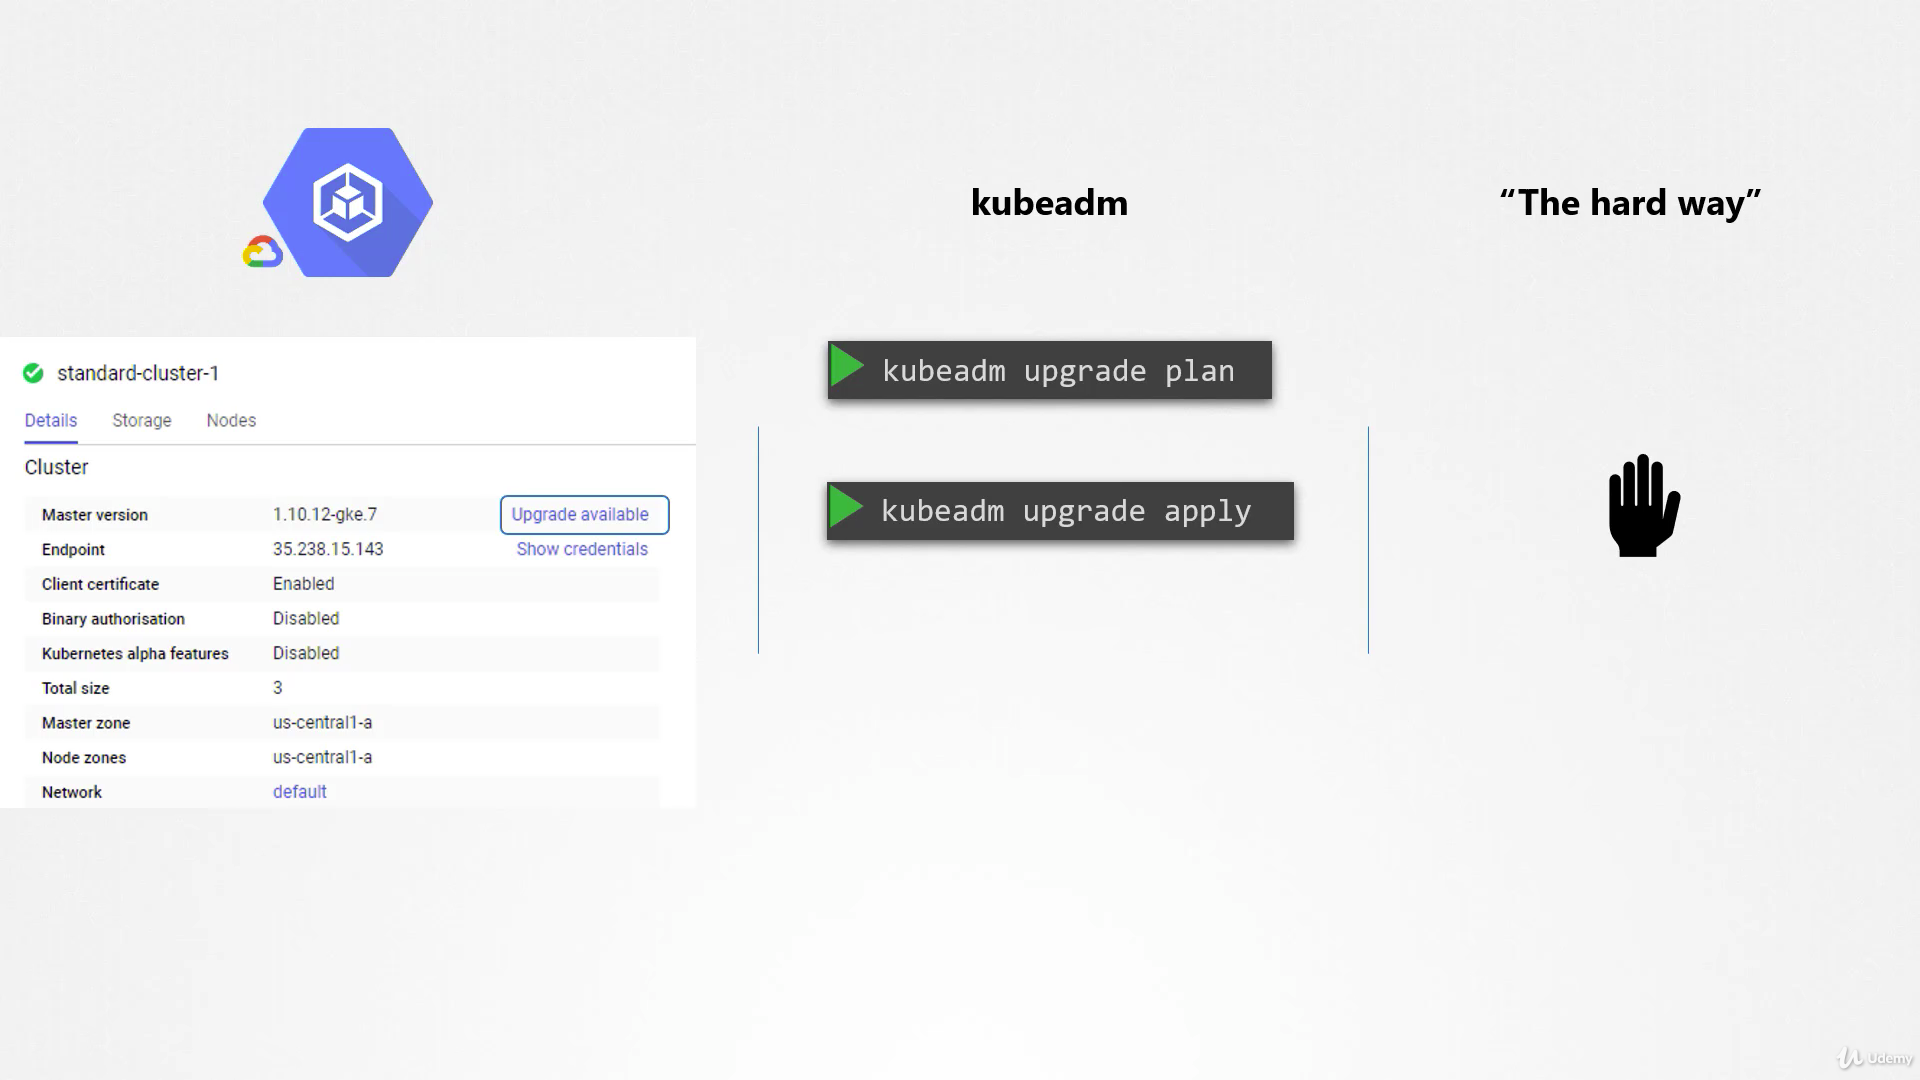 kubeadm
“The hard way”
standard-cluster-1
Details Storage Nodes
Cluster
Master version 1.10.12-gke.7 Upgrade available
Endpoint 35.238.15.143 Show credentials
Client certificate Enabled
Binary authorisation Disabled
Kubernetes alpha features Disabled
Total size 3
Master zone us-central1-a
Node zones us-central1-a
Network default
kubeadm upgrade plan
kubeadm upgrade apply
Udemy